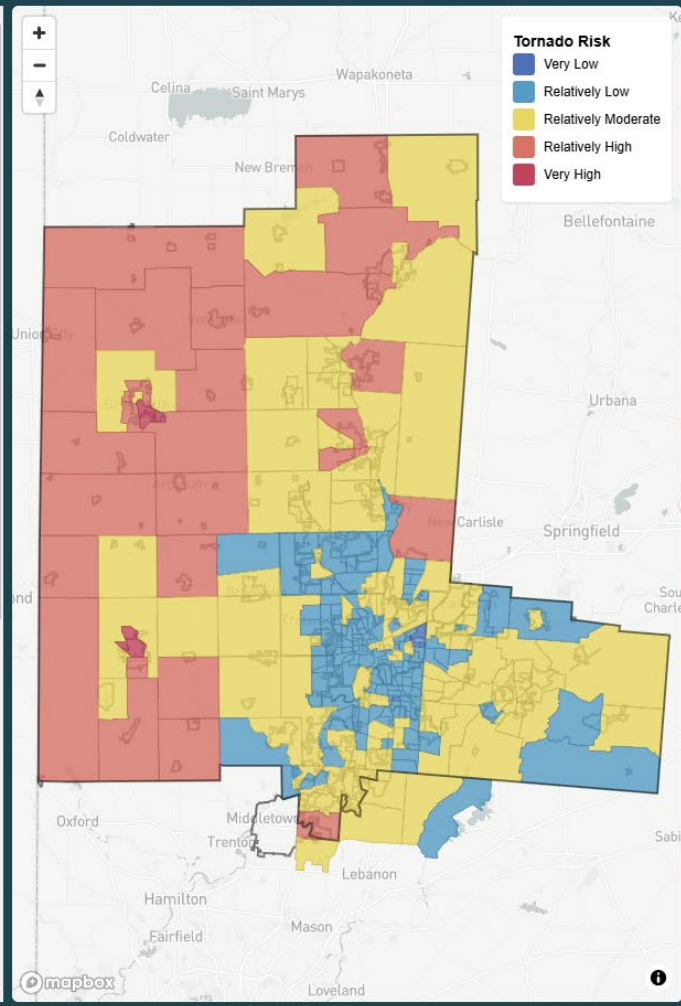 +
−
Tornado Risk
Very Low
Relatively Low
Relatively Moderate
Relatively High
Very High
Wapakoneta
Celina
Saint Marys
Coldwater
New Bremen
Bellefontaine
Union City
Urbana
New Carlisle
Springfield
Oxford
Middletown
Trenton
Lebanon
Hamilton
Mason
Fairfield
Loveland
mapbox